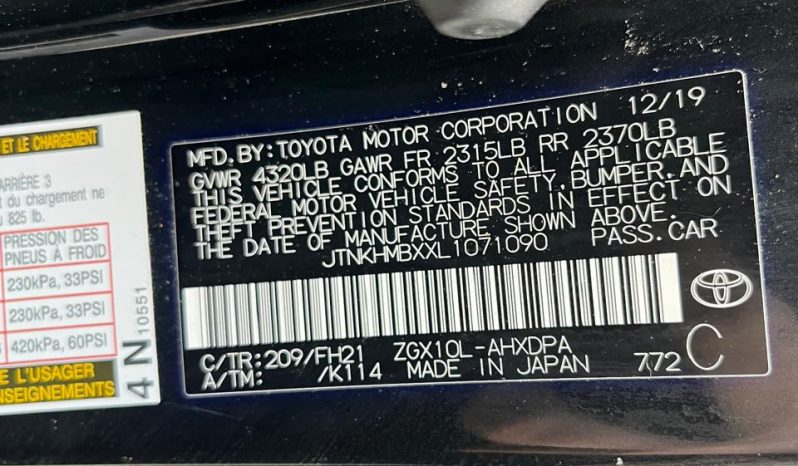 ET LE CHARGEMENT
ARRIÈRE 3
t du chargement ne
u 825 lb.
PRESSION DES
PNEUS À FROID
230kPa, 33PSI
230kPa, 33PSI
420kPa, 60PSI
E L'USAGER
NSEIGNEMENTS
4 N 10551
MFD. BY: TOYOTA MOTOR CORPORATION 12/19
GVWR 4320LB GAWR FR 2315LB RR 2370LB
THIS VEHICLE CONFORMS TO ALL APPLICABLE
FEDERAL MOTOR VEHICLE SAFETY, BUMPER, AND
THEFT PREVENTION STANDARDS IN EFFECT ON
THE DATE OF MANUFACTURE SHOWN ABOVE.
JTNKHMBXXL1071090 PASS. CAR
C/TR: 209/FH21 ZGX10L-AHXDPA
A/TM: /K114 MADE IN JAPAN 772 C